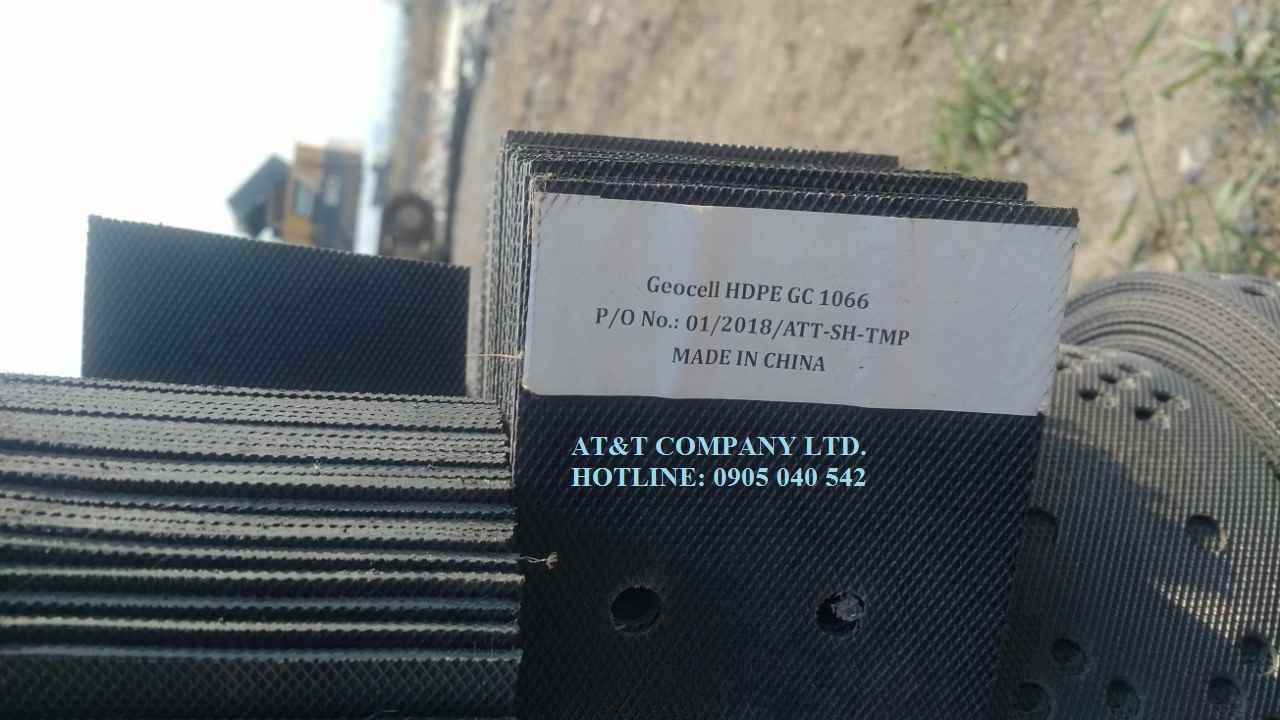 Geocell HDPE GC 1066
P/O No.: 01/2018/ATT-SH-TMP
MADE IN CHINA
AT&T COMPANY LTD.
HOTLINE: 0905 040 542